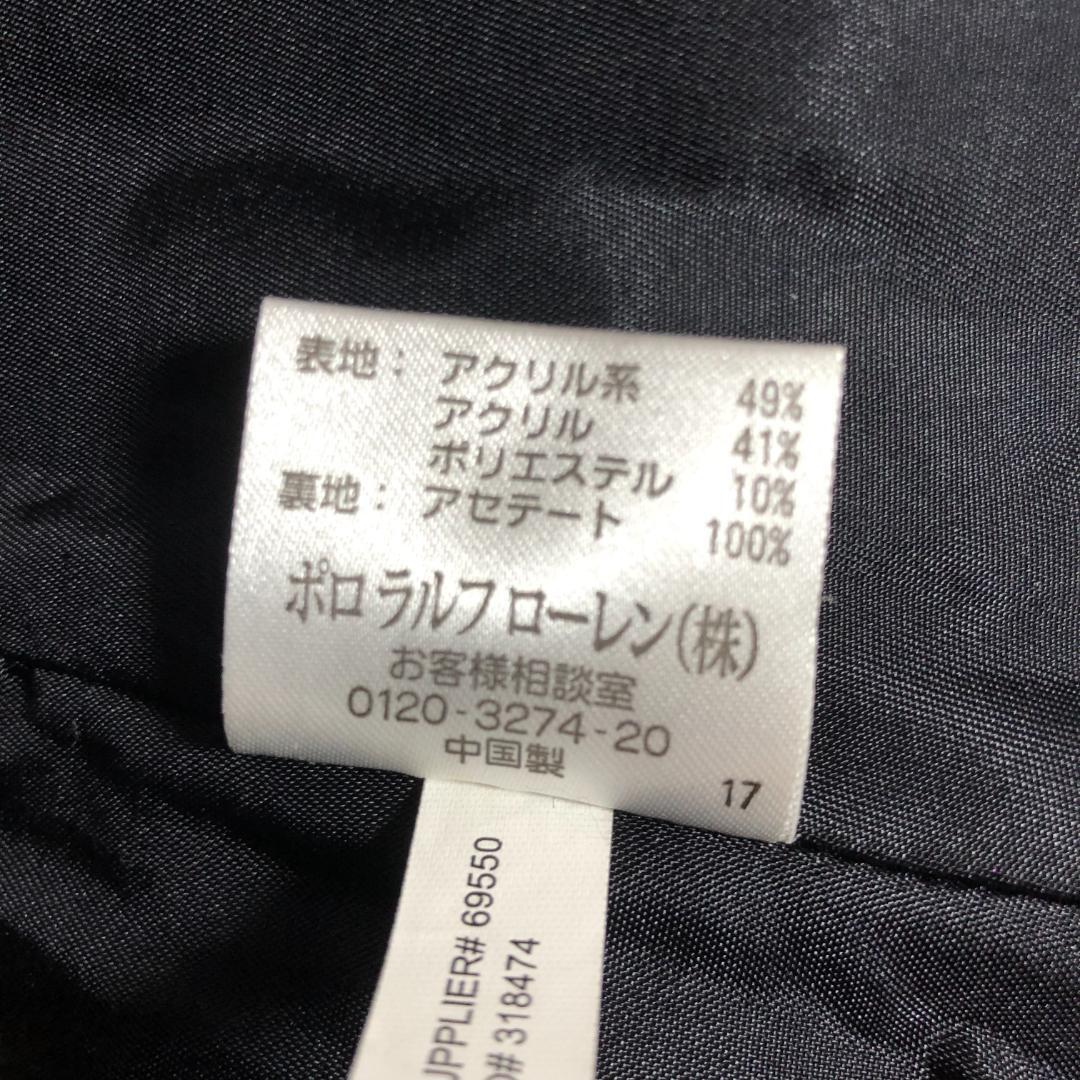 表地： アクリル系 49%
アクリル 41%
ポリエステル 10%
裏地： アセテート 100%
ポロ ラルフ ローレン(株)
お客様相談室
0120-3274-20
中国製
17
UPPLIER# 69550
# 318474